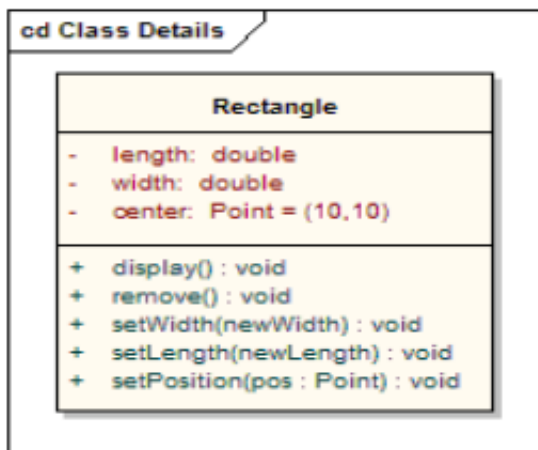 cd Class Details
Rectangle
- length: double
- width: double
- center: Point = (10,10)
+ display() : void
+ remove() : void
+ setWidth(newWidth) : void
+ setLength(newLength) : void
+ setPosition(pos : Point) : void